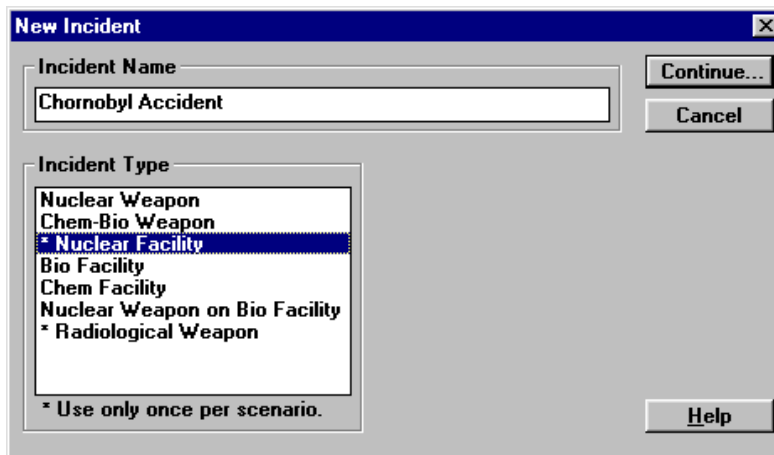 New Incident
Incident Name
Chornobyl Accident
Continue...
Cancel
Incident Type
Nuclear Weapon
Chem-Bio Weapon
* Nuclear Facility
Bio Facility
Chem Facility
Nuclear Weapon on Bio Facility
* Radiological Weapon
* Use only once per scenario.
Help